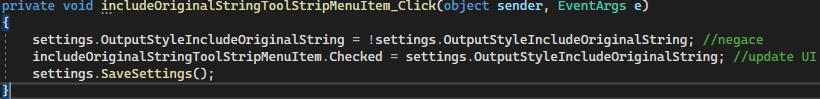 private void includeOriginalStringToolStripMenuItem_Click(object sender, EventArgs e)
{
settings.OutputStyleIncludeOriginalString = !settings.OutputStyleIncludeOriginalString; //negace
includeOriginalStringToolStripMenuItem.Checked = settings.OutputStyleIncludeOriginalString; //update UI
settings.SaveSettings();
}